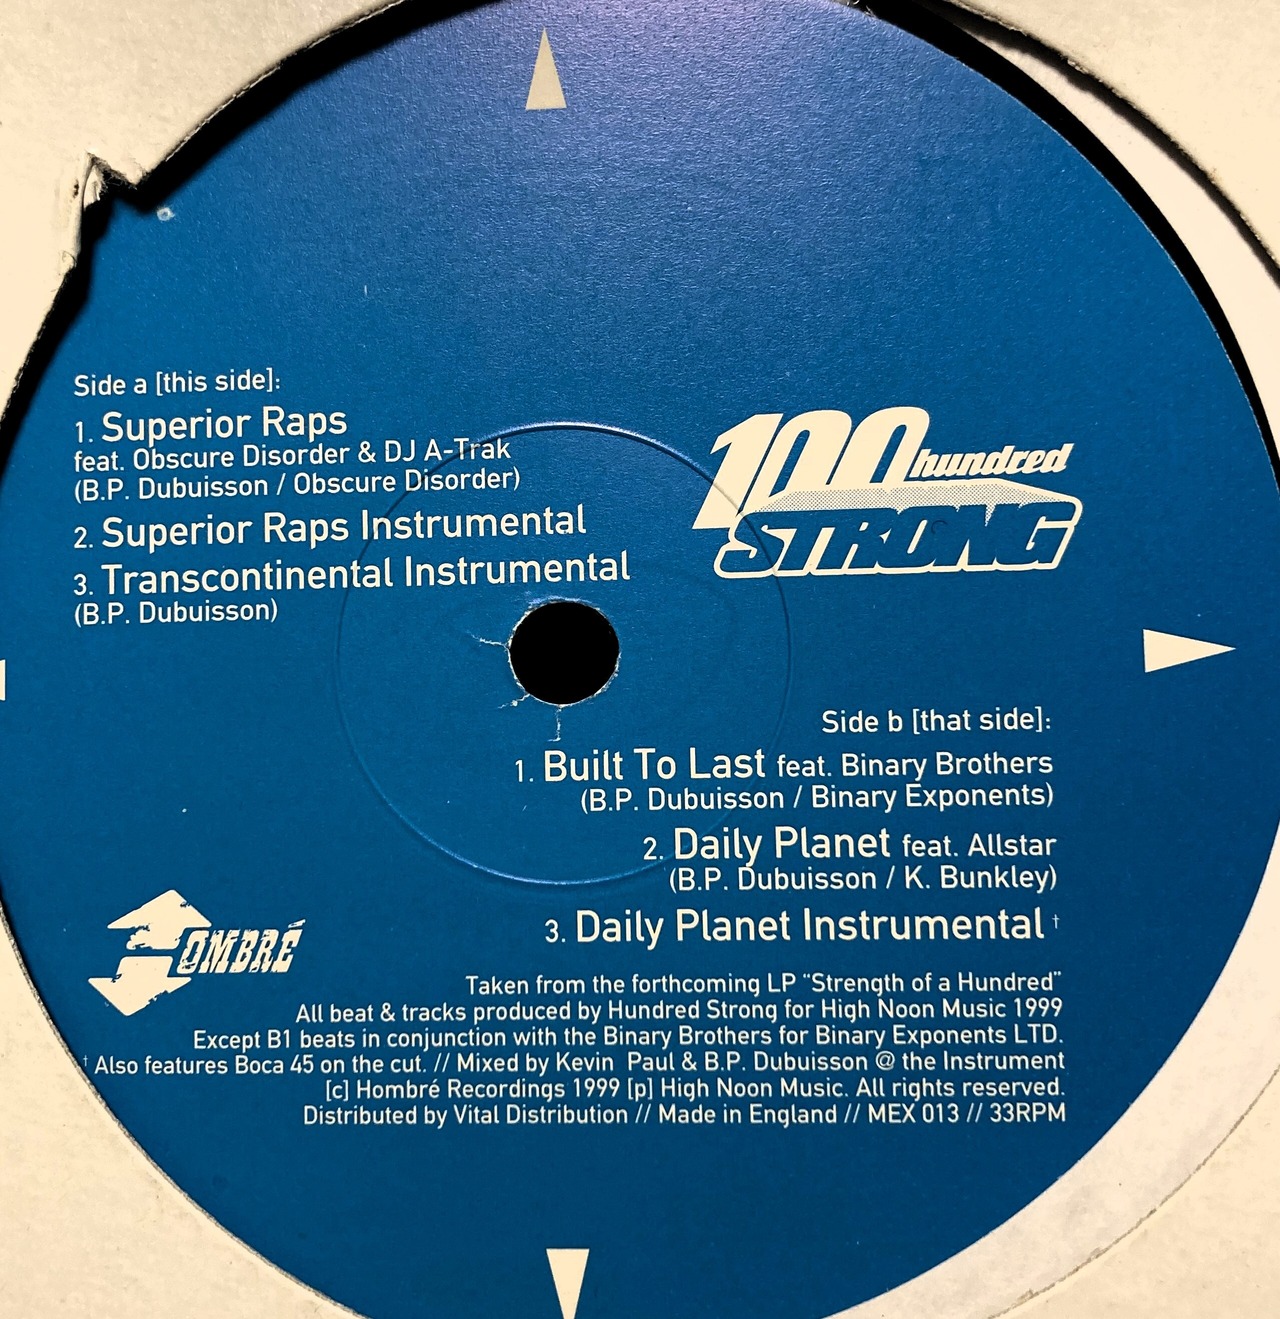 Side a [this side]:
1. Superior Raps
feat. Obscure Disorder & DJ A-Trak
(B.P. Dubuisson / Obscure Disorder)
2. Superior Raps Instrumental
3. Transcontinental Instrumental
(B.P. Dubuisson)
100 hundred
STRONG
Side b [that side]:
1. Built To Last feat. Binary Brothers
(B.P. Dubuisson / Binary Exponents)
2. Daily Planet feat. Allstar
(B.P. Dubuisson / K. Bunkley)
3. Daily Planet Instrumental †
OMBRÉ
Taken from the forthcoming LP “Strength of a Hundred”
All beat & tracks produced by Hundred Strong for High Noon Music 1999
Except B1 beats in conjunction with the Binary Brothers for Binary Exponents LTD.
† Also features Boca 45 on the cut. // Mixed by Kevin Paul & B.P. Dubuisson @ the Instrument
[c] Hombré Recordings 1999 [p] High Noon Music. All rights reserved.
Distributed by Vital Distribution // Made in England // MEX 013 // 33RPM